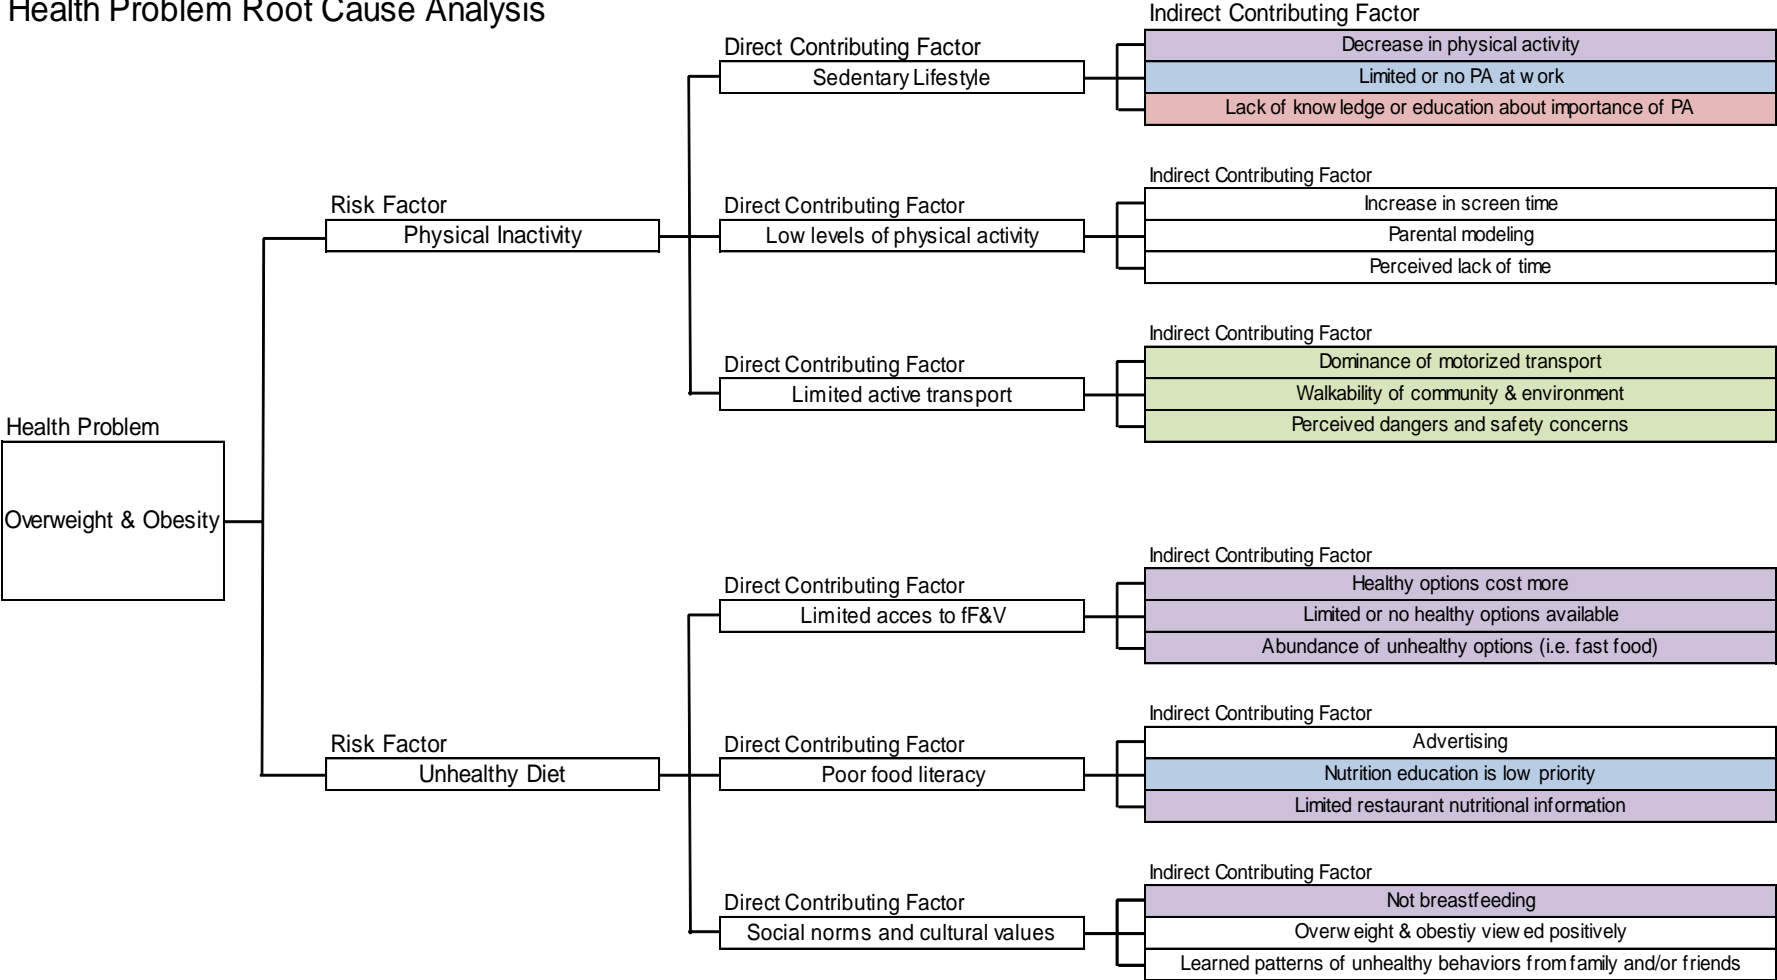 Health Problem Root Cause Analysis
Indirect Contributing Factor
Direct Contributing Factor
Sedentary Lifestyle
Decrease in physical activity
Limited or no PA at work
Lack of knowledge or education about importance of PA
Risk Factor
Physical Inactivity
Direct Contributing Factor
Low levels of physical activity
Indirect Contributing Factor
Increase in screen time
Parental modeling
Perceived lack of time
Direct Contributing Factor
Limited active transport
Indirect Contributing Factor
Dominance of motorized transport
Walkability of community & environment
Perceived dangers and safety concerns
Health Problem
Overweight & Obesity
Direct Contributing Factor
Limited acces to fF&V
Indirect Contributing Factor
Healthy options cost more
Limited or no healthy options available
Abundance of unhealthy options (i.e. fast food)
Risk Factor
Unhealthy Diet
Direct Contributing Factor
Poor food literacy
Indirect Contributing Factor
Advertising
Nutrition education is low priority
Limited restaurant nutritional information
Direct Contributing Factor
Social norms and cultural values
Indirect Contributing Factor
Not breastfeeding
Overweight & obestiy viewed positively
Learned patterns of unhealthy behaviors from family and/or friends